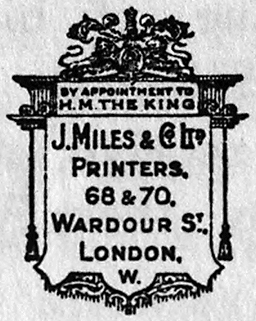 BY APPOINTMENT TO
H.M. THE KING
J. MILES & Co LTD
PRINTERS,
68 & 70,
WARDOUR ST.,
LONDON,
W.